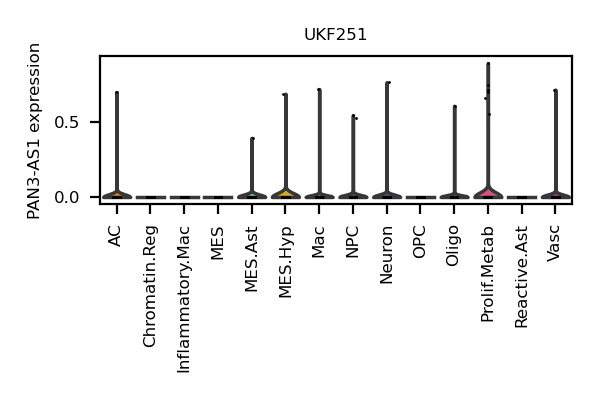 UKF251
PAN3-AS1 expression
0.5
0.0
AC
Chromatin.Reg
Inflammatory.Mac
MES
MES.Ast
MES.Hyp
Mac
NPC
Neuron
OPC
Oligo
Prolif.Metab
Reactive.Ast
Vasc